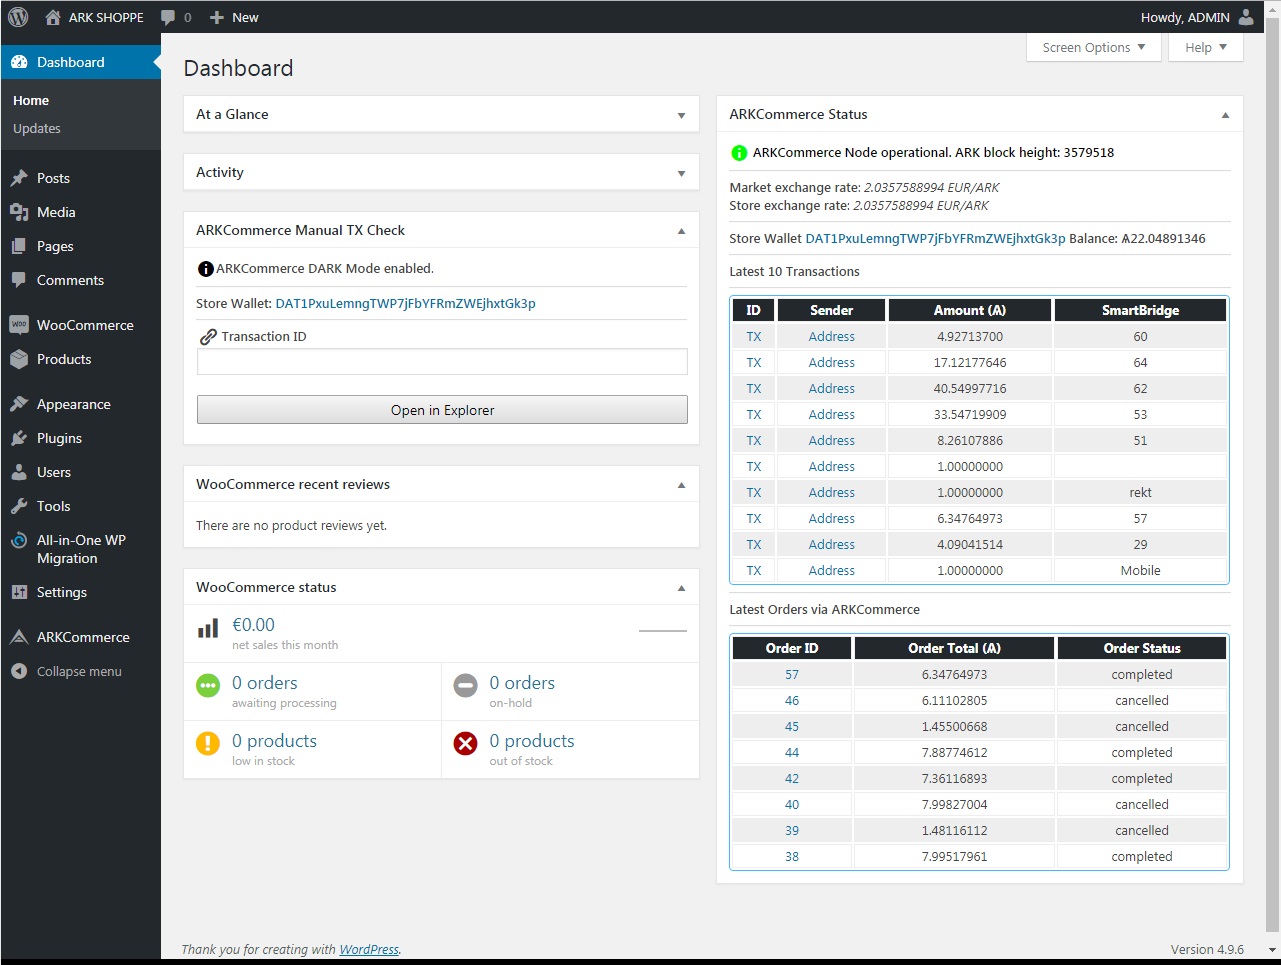 ARK SHOPPE 0 New Howdy, ADMIN
Dashboard
Home
Updates
Posts
Media
Pages
Comments
WOO WooCommerce
Products
Appearance
Plugins
Users
Tools
All-in-One WP
Migration
Settings
ARKCommerce
Collapse menu
Screen Options Help
Dashboard
At a Glance
Activity
ARKCommerce Manual TX Check
ARKCommerce DARK Mode enabled.
Store Wallet: DAT1PxuLemngTWP7jFbYFRmZWEjhxtGk3p
Transaction ID
Open in Explorer
WooCommerce recent reviews
There are no product reviews yet.
WooCommerce status
€0.00
net sales this month
0 orders 0 orders
awaiting processing on-hold
0 products 0 products
low in stock out of stock
ARKCommerce Status
ARKCommerce Node operational. ARK block height: 3579518
Market exchange rate: 2.0357588994 EUR/ARK
Store exchange rate: 2.0357588994 EUR/ARK
Store Wallet DAT1PxuLemngTWP7jFbYFRmZWEjhxtGk3p Balance: Ѧ22.04891346
Latest 10 Transactions
ID Sender Amount (Ѧ) SmartBridge
TX Address 4.92713700 60
TX Address 17.12177646 64
TX Address 40.54997716 62
TX Address 33.54719909 53
TX Address 8.26107886 51
TX Address 1.00000000
TX Address 1.00000000 rekt
TX Address 6.34764973 57
TX Address 4.09041514 29
TX Address 1.00000000 Mobile
Latest Orders via ARKCommerce
Order ID Order Total (Ѧ) Order Status
57 6.34764973 completed
46 6.11102805 cancelled
45 1.45500668 cancelled
44 7.88774612 completed
42 7.36116893 completed
40 7.99827004 cancelled
39 1.48116112 cancelled
38 7.99517961 completed
Thank you for creating with WordPress. Version 4.9.6